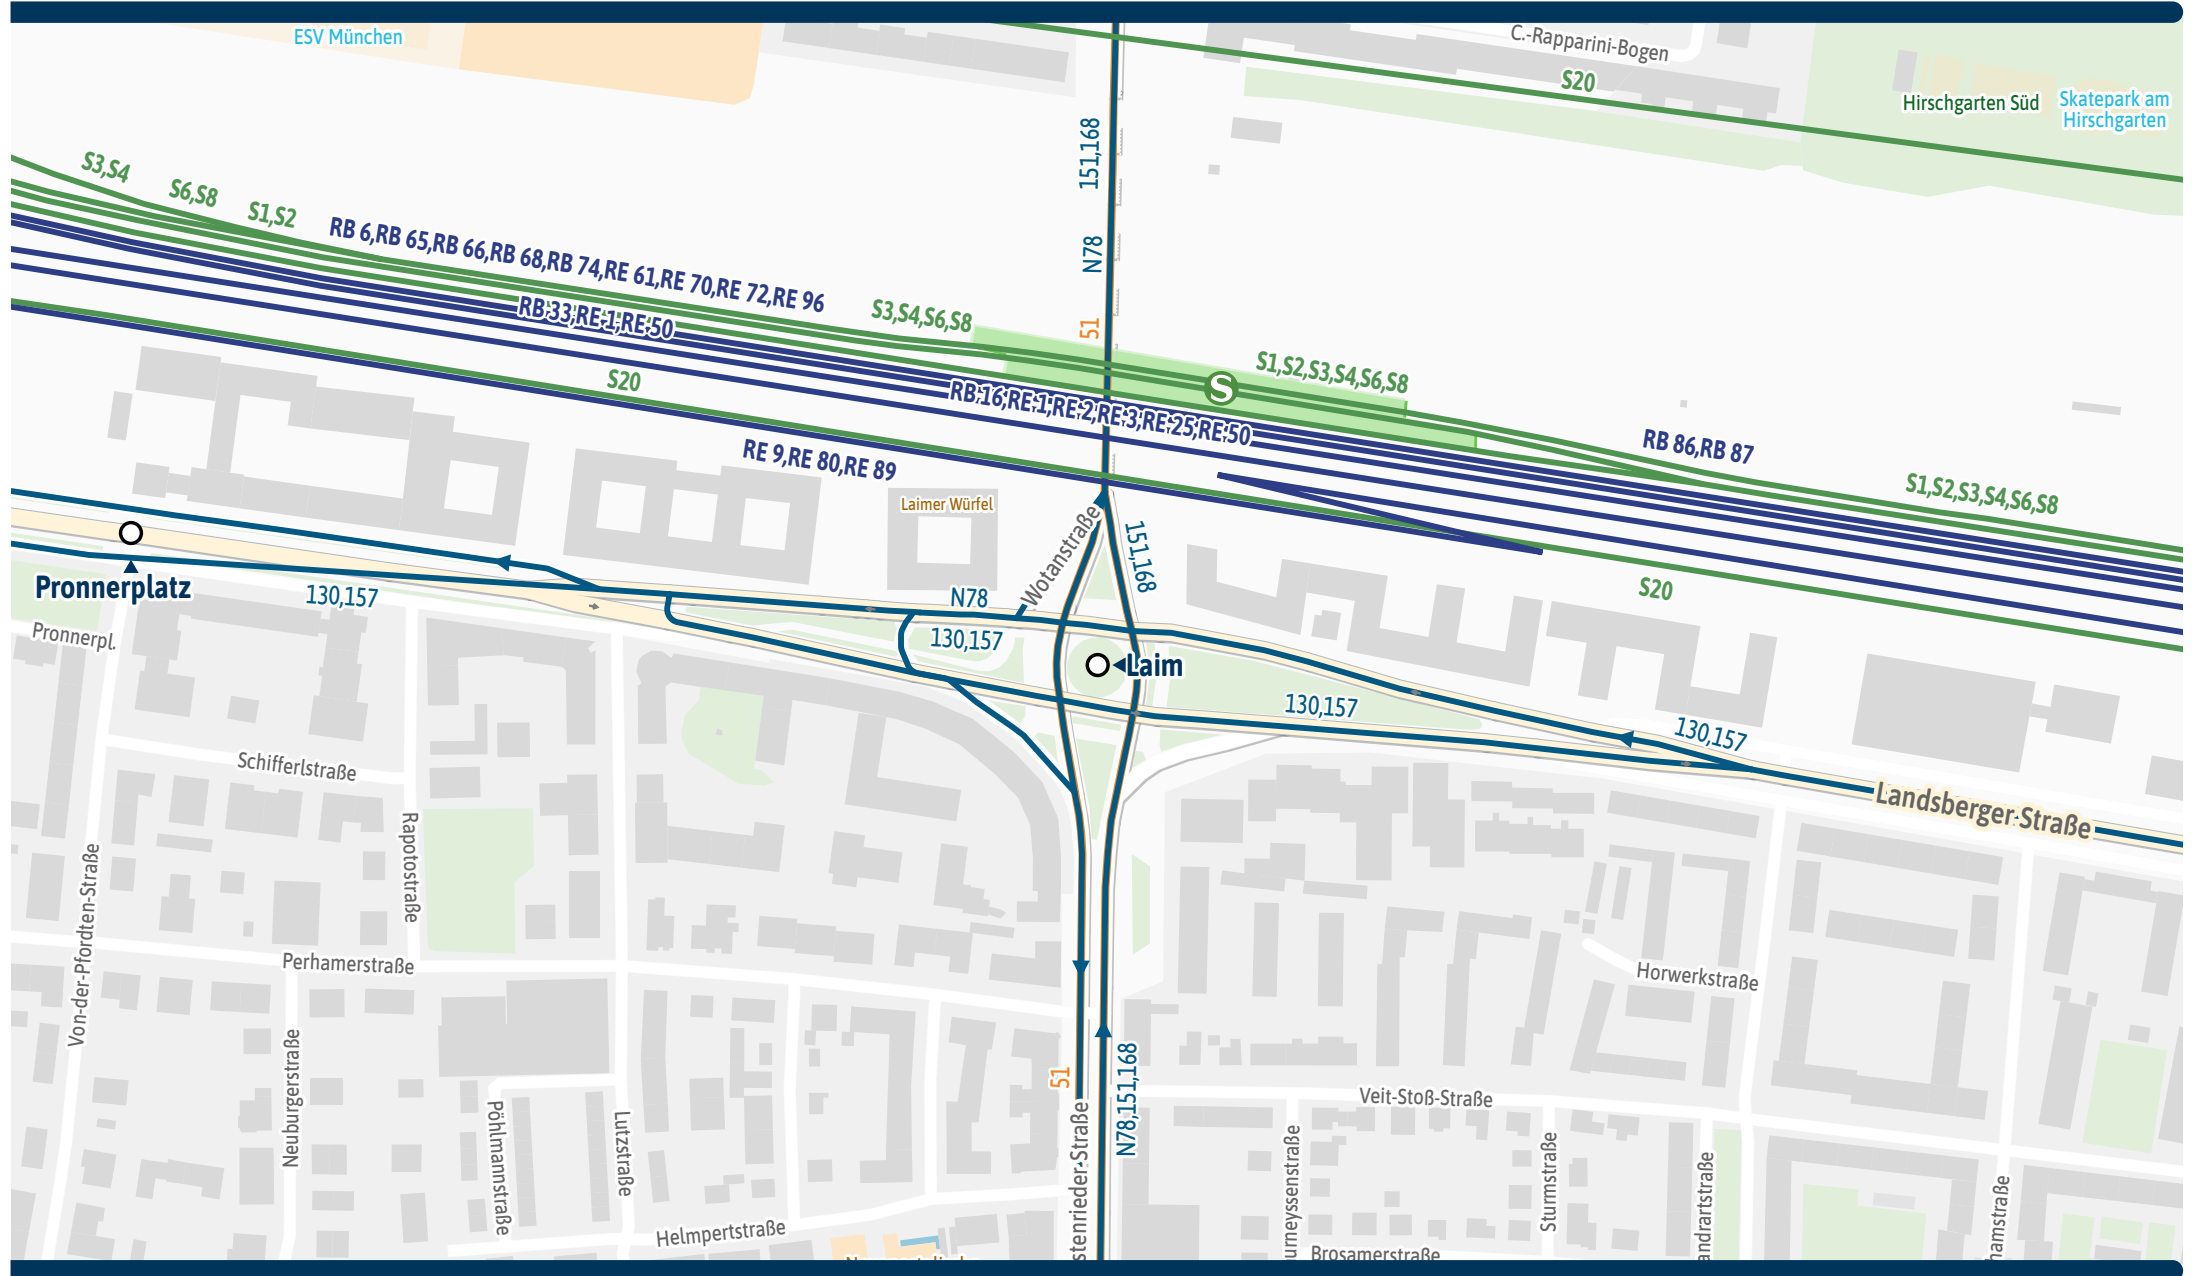 ESV München
C.-Rapparini-Bogen
S20
Hirschgarten Süd
Skatepark am
Hirschgarten
151,168
S3,S4
S6,S8
S1,S2
RB 6,RB 65,RB 66,RB 68,RB 74,RE 61,RE 70,RE 72,RE 96
N78
RB 33,RE 1,RE 50
S3,S4,S6,S8
51
S1,S2,S3,S4,S6,S8
S
S20
RB 16,RE 1,RE 2,RE 3,RE 25,RE 50
RB 86,RB 87
RE 9,RE 80,RE 89
S1,S2,S3,S4,S6,S8
Laimer Würfel
Wotanstraße
151,168
Pronnerplatz
130,157
N78
S20
Pronnerpl.
130,157
Laim
130,157
130,157
Schifferlstraße
Landsberger Straße
Rapotostraße
Von-der-Pfordten-Straße
Perhamerstraße
Horwerkstraße
Neuburgerstraße
51
N78,151,168
Veit-Stoß-Straße
Pöhlmannstraße
Lutzstraße
stenrieder-Straße
umeyssenstraße
Sturmstraße
andrartstraße
hamstraße
Helmpertstraße
Brosamerstraße